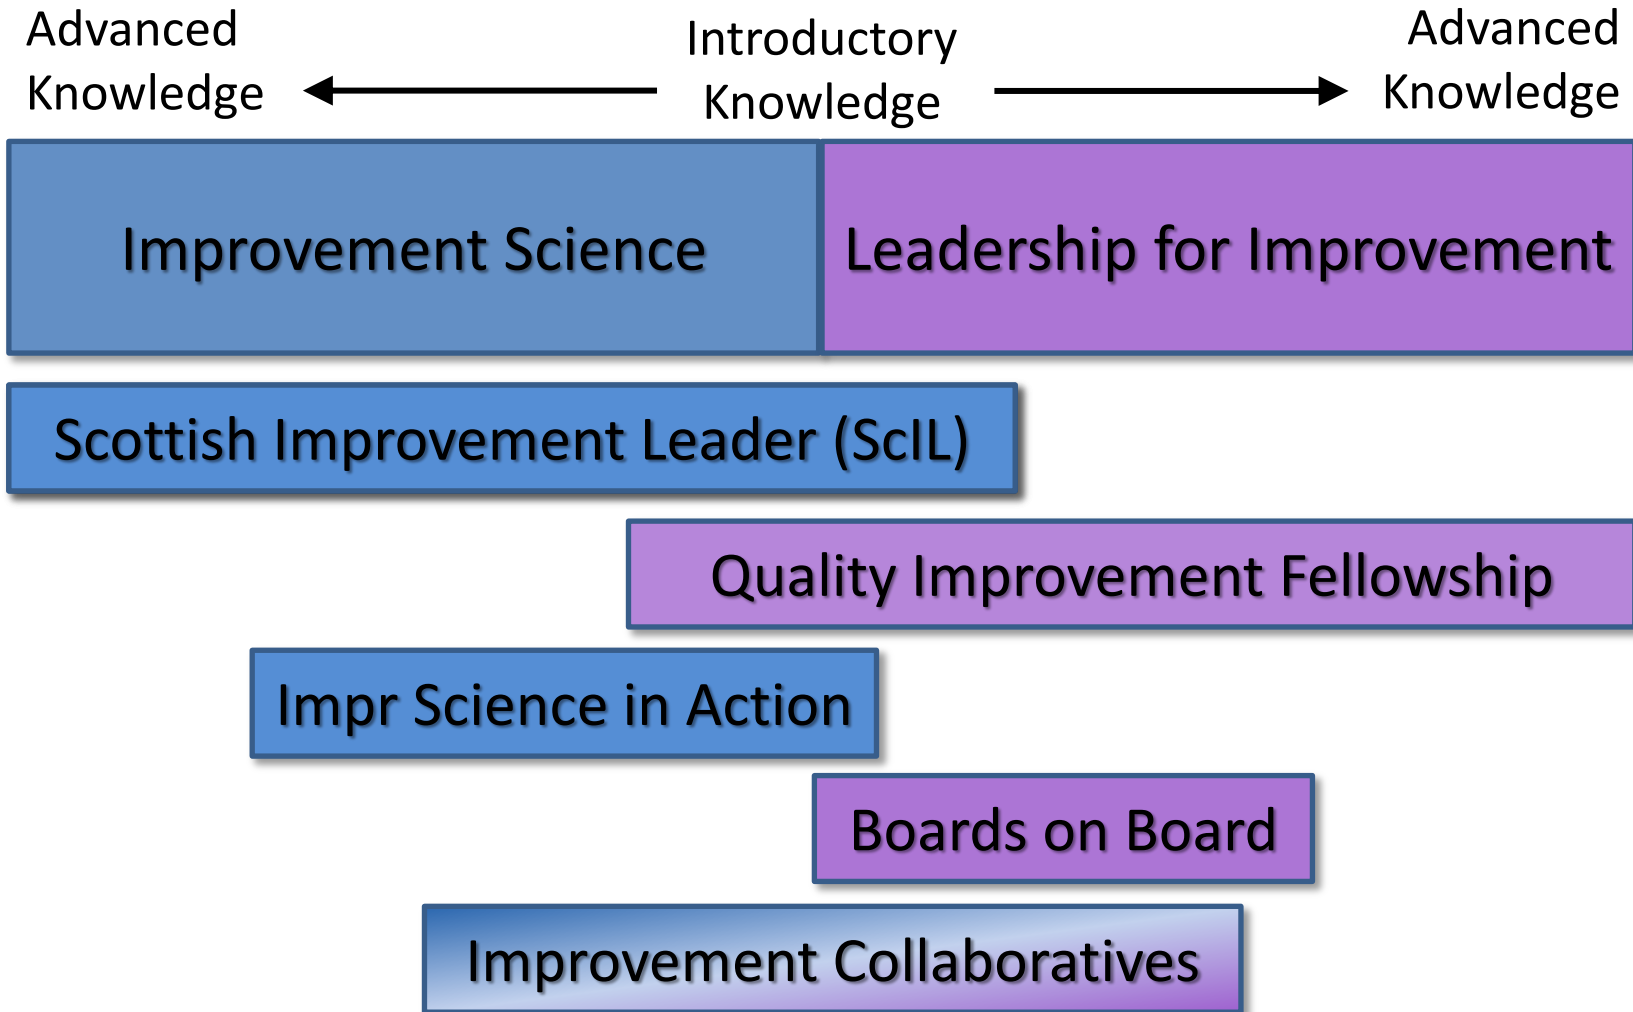 Advanced
Knowledge
Introductory
Knowledge
Advanced
Knowledge
Improvement Science
Leadership for Improvement
Scottish Improvement Leader (ScIL)
Quality Improvement Fellowship
Impr Science in Action
Boards on Board
Improvement Collaboratives